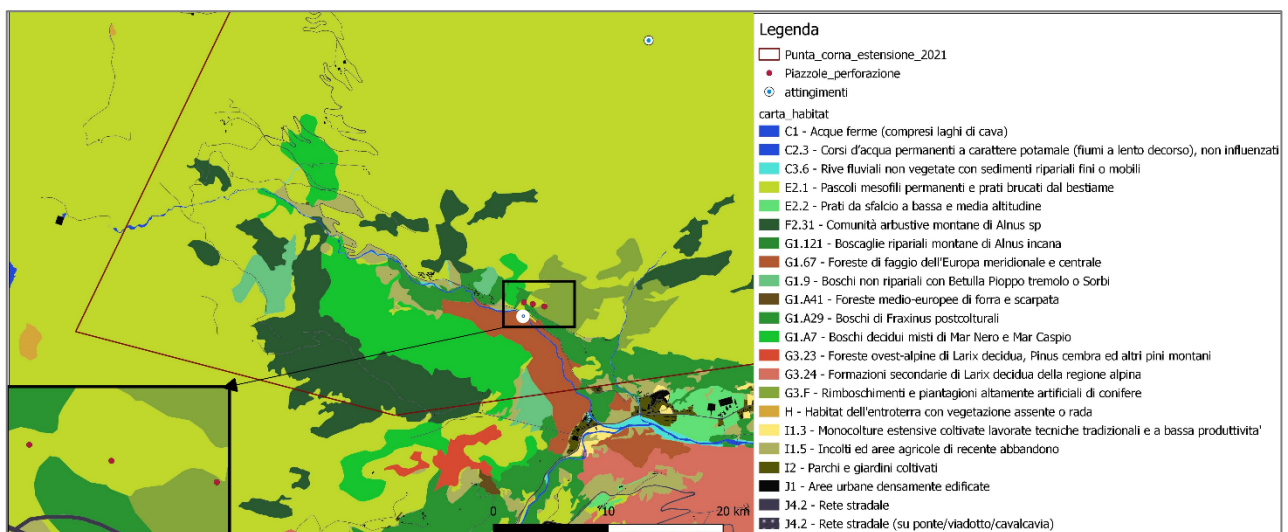 Legenda
Punta_corna_estensione_2021
Piazzole_perforazione
attingimenti
carta_habitat
C1 - Acque ferme (compresi laghi di cava)
C2.3 - Corsi d'acqua permanenti a carattere potamale (fiumi a lento decorso), non influenzati
C3.6 - Rive fluviali non vegetate con sedimenti ripariali fini o mobili
E2.1 - Pascoli mesofili permanenti e prati brucati dal bestiame
E2.2 - Prati da sfalcio a bassa e media altitudine
F2.31 - Comunità arbustive montane di Alnus sp
G1.121 - Boscaglie ripariali montane di Alnus incana
G1.67 - Foreste di faggio dell'Europa meridionale e centrale
G1.9 - Boschi non ripariali con Betulla Pioppo tremolo o Sorbi
G1.A41 - Foreste medio-europee di forra e scarpata
G1.A29 - Boschi di Fraxinus postcolturali
G1.A7 - Boschi decidui misti di Mar Nero e Mar Caspio
G3.23 - Foreste ovest-alpine di Larix decidua, Pinus cembra ed altri pini montani
G3.24 - Formazioni secondarie di Larix decidua della regione alpina
G3.F - Rimboschimenti e piantagioni altamente artificiali di conifere
H - Habitat dell'entroterra con vegetazione assente o rada
I1.3 - Monocolture estensive coltivate lavorate tecniche tradizionali e a bassa produttivita'
I1.5 - Incolti ed aree agricole di recente abbandono
I2 - Parchi e giardini coltivati
J1 - Aree urbane densamente edificate
J4.2 - Rete stradale
J4.2 - Rete stradale (su ponte/viadotto/cavalcavia)
0 10 20 km